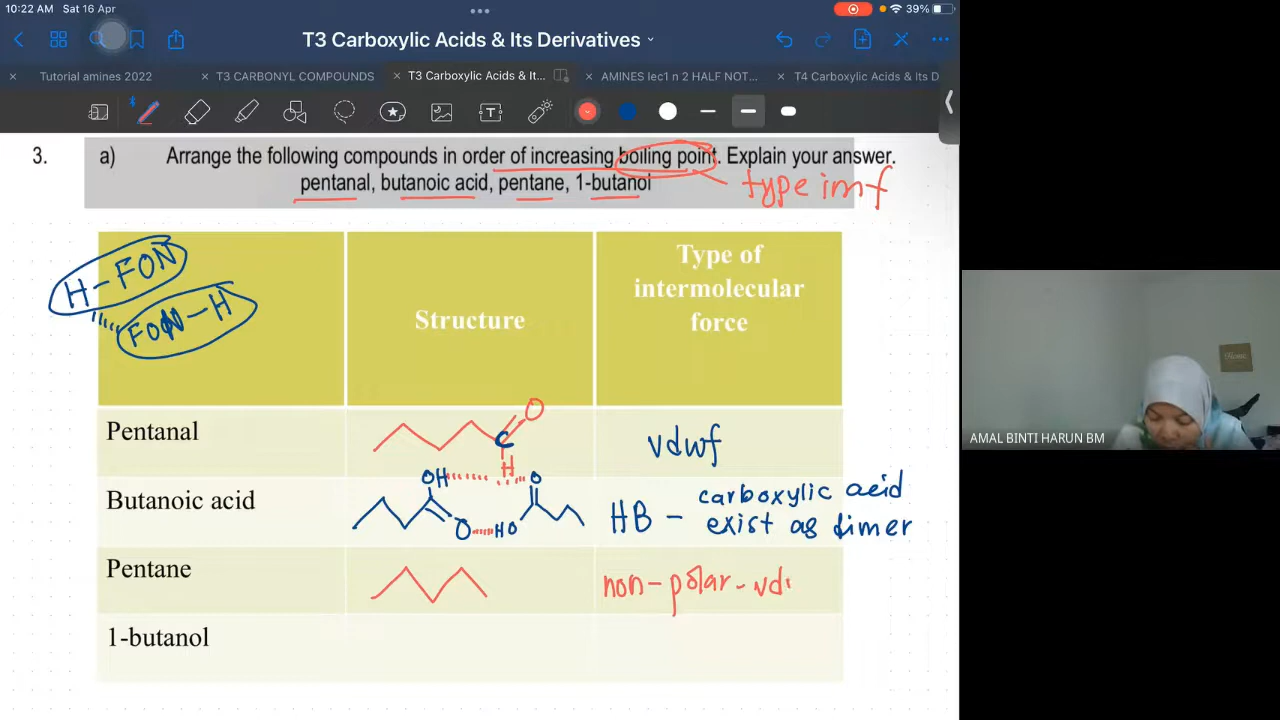 10:22 AM Sat 16 Apr
39%
T3 Carboxylic Acids & Its Derivatives
Tutorial amines 2022
T3 CARBONYL COMPOUNDS
T3 Carboxylic Acids & It...
AMINES lec1 n 2 HALF NOT...
T4 Carboxylic Acids & Its D
3. a) Arrange the following compounds in order of increasing boiling point. Explain your answer.
pentanal, butanoic acid, pentane, 1-butanol
type imf
H-FON
FON-H
Structure
Type of
intermolecular
force
Pentanal
O
C
H
vdwf
Butanoic acid
OH
O
O
HO
HB - carboxylic acid
exist as dimer
Pentane
non-polar-vd
1-butanol
Home
AMAL BINTI HARUN BM